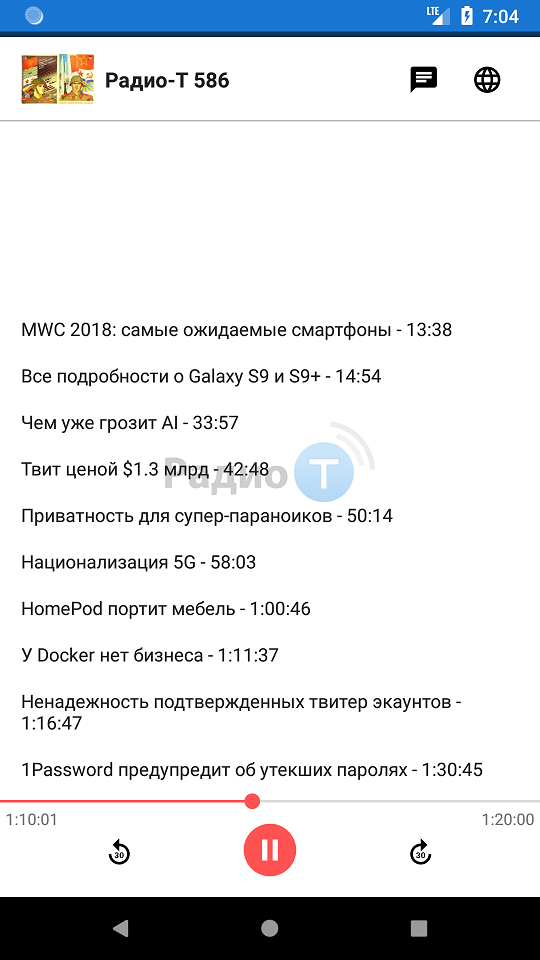 LTE 7:04
Радио-Т 586
MWC 2018: самые ожидаемые смартфоны - 13:38
Все подробности о Galaxy S9 и S9+ - 14:54
Чем уже грозит AI - 33:57
Твит ценой $1.3 млрд - 42:48
Радио Т
Приватность для супер-параноиков - 50:14
Национализация 5G - 58:03
HomePod портит мебель - 1:00:46
У Docker нет бизнеса - 1:11:37
Ненадежность подтвержденных твитер экаунтов -
1:16:47
1Password предупредит об утекших паролях - 1:30:45
1:10:01 1:20:00
30 30